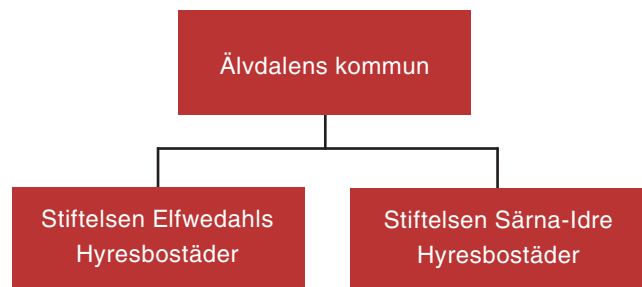 Älvdalens kommun
Stiftelsen Elfwedahls
Hyresbostäder
Stiftelsen Särna-Idre
Hyresbostäder